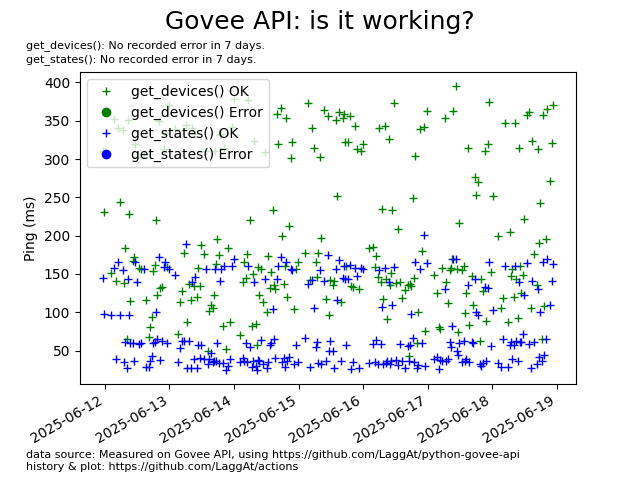 Govee API: is it working?
get_devices(): No recorded error in 7 days.
get_states(): No recorded error in 7 days.
400
350
300
250
200
150
100
50
Ping (ms)
get_devices() OK
get_devices() Error
get_states() OK
get_states() Error
2025-06-12
2025-06-13
2025-06-14
2025-06-15
2025-06-16
2025-06-17
2025-06-18
2025-06-19
data source: Measured on Govee API, using https://github.com/LaggAt/python-govee-api
history & plot: https://github.com/LaggAt/actions